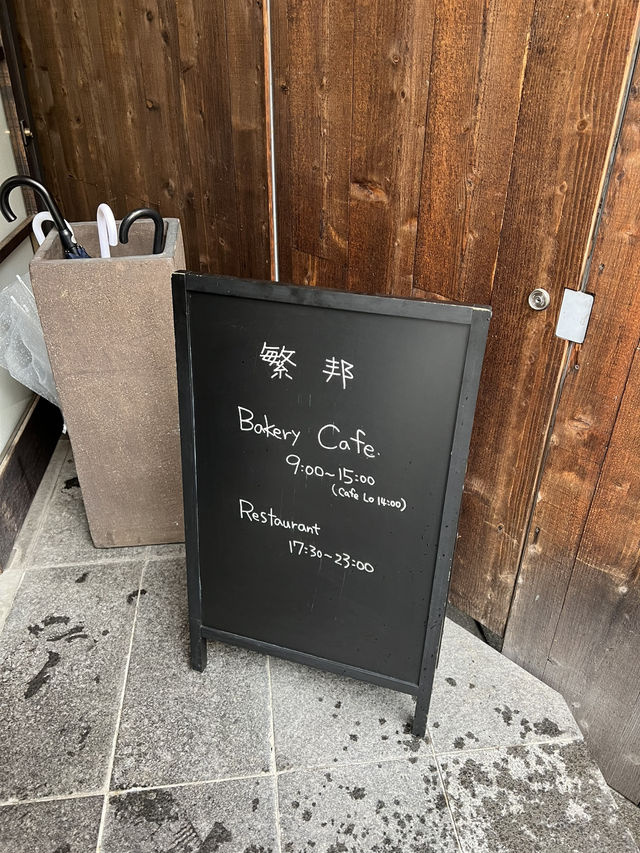 繁邦
Bakery Cafe.
9:00~15:00
(Cafe Lo 14:00)
Restaurant
17:30~23:00